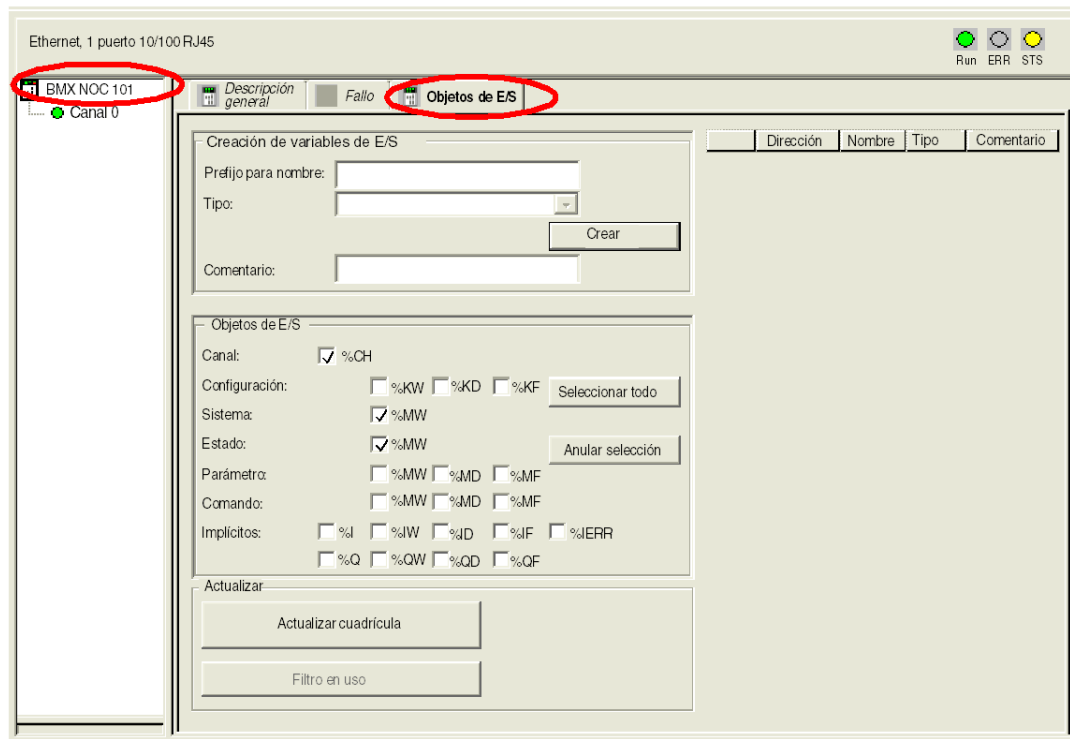 Ethernet, 1 puerto 10/100 RJ45
Run ERR STS
BMX NOC 101
Canal 0
Descripción general
Fallo
Objetos de E/S
Creación de variables de E/S
Prefijo para nombre:
Tipo:
Crear
Comentario:
Dirección Nombre Tipo Comentario
Objetos de E/S
Canal: %CH
Configuración: %KW %KD %KF Seleccionar todo
Sistema: %MW
Estado: %MW Anular selección
Parámetro: %MW %MD %MF
Comando: %MW %MD %MF
Implícitos: %I %IW %ID %IF %IERR
%Q %QW %QD %QF
Actualizar
Actualizar cuadrícula
Filtro en uso